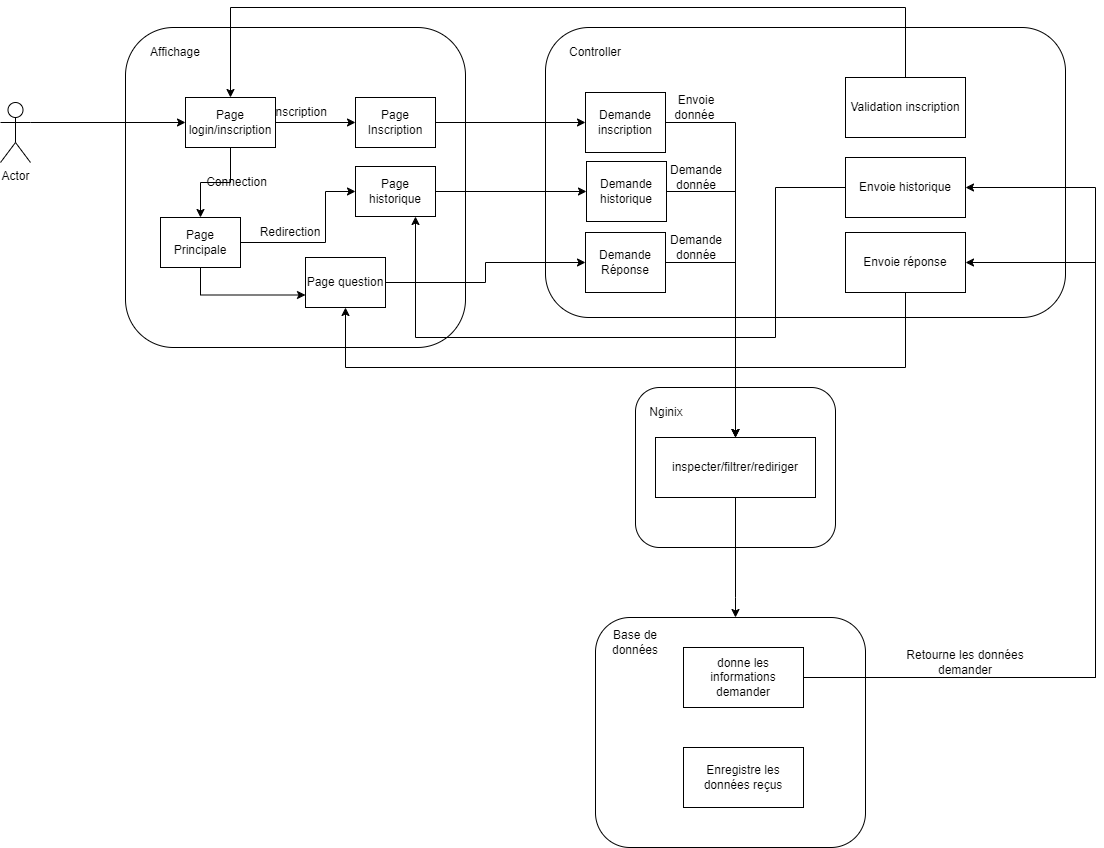 Affichage
Controller
Actor
Page
login/inscription
nscription
Page
Inscription
Connection
Page
historique
Page
Principale
Redirection
Page question
Demande
inscription
Envoie
donnée
Demande
historique
Demande
donnée
Demande
Réponse
Demande
donnée
Validation inscription
Envoie historique
Envoie réponse
Nginix
inspecter/filtrer/rediriger
Base de
données
donne les
informations
demander
Retourne les données
demander
Enregistre les
données reçus